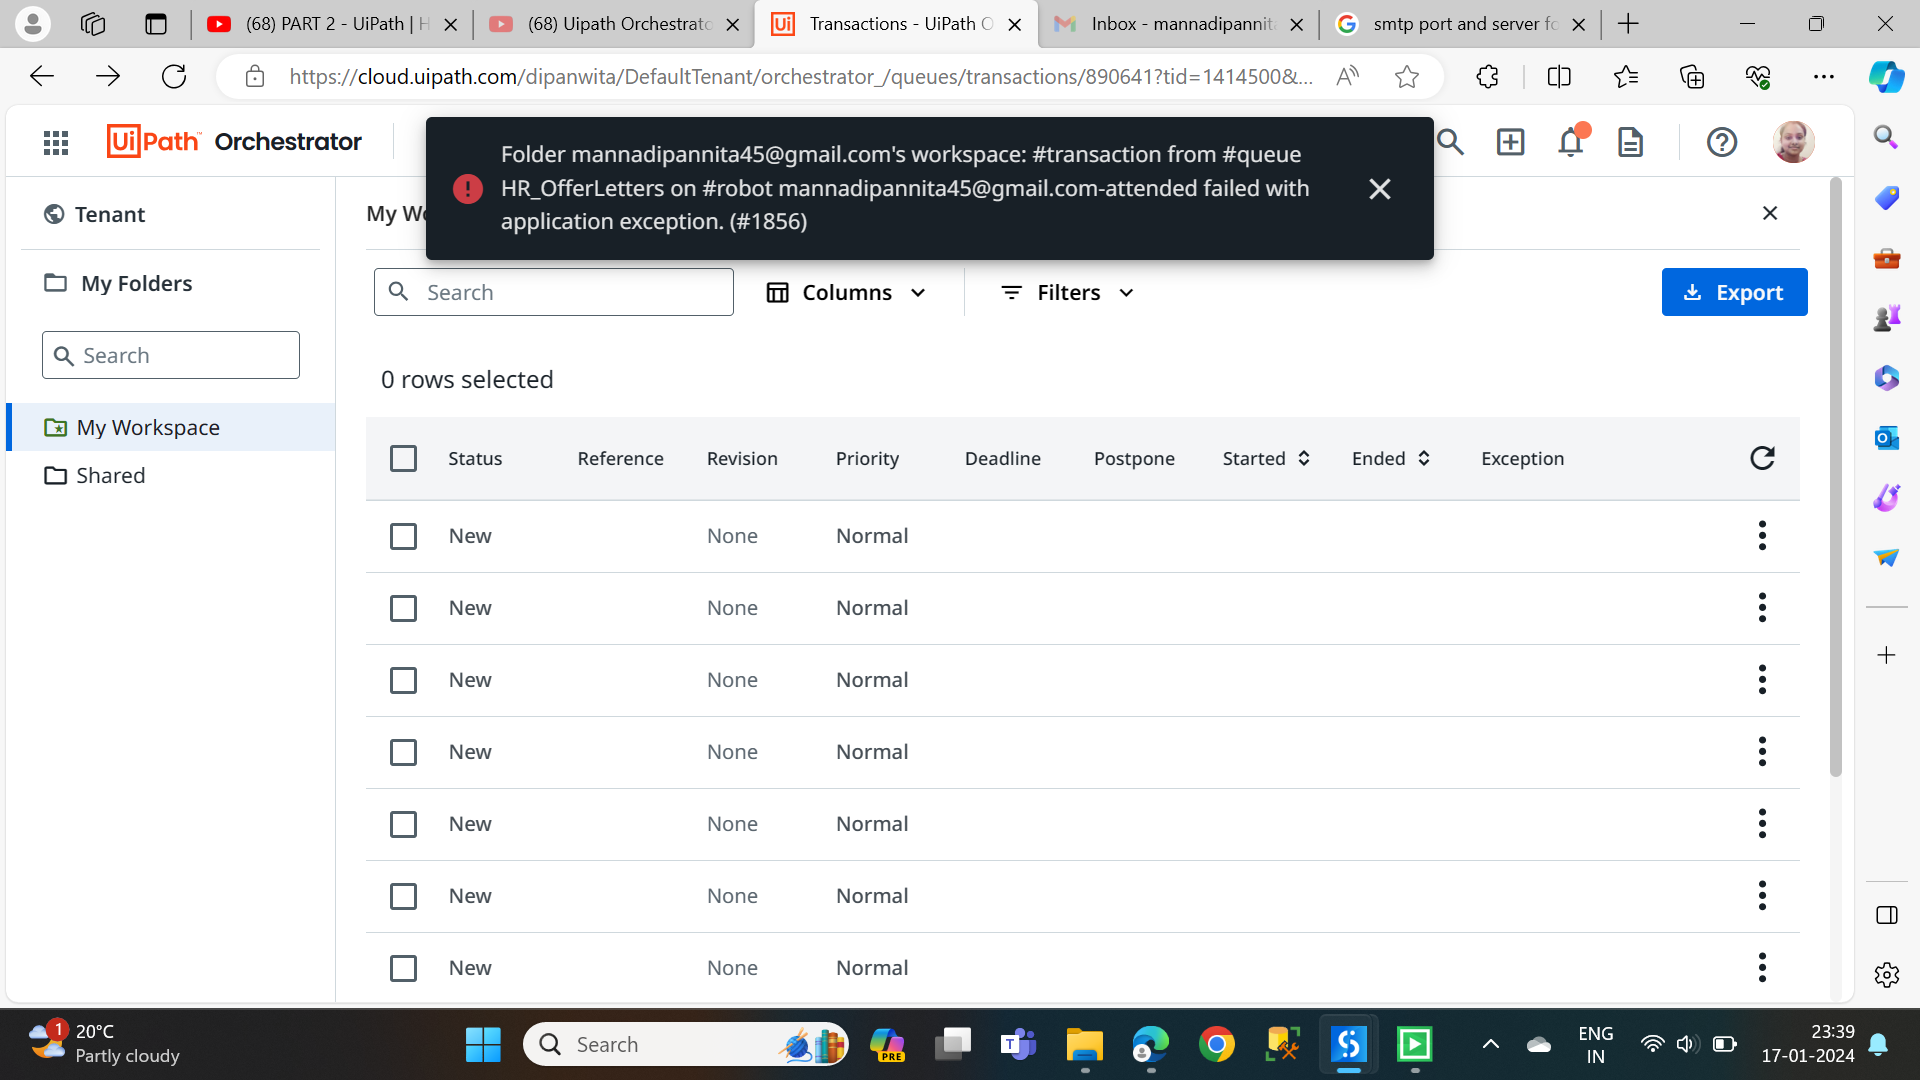 (68) PART 2 - UiPath | H
(68) Uipath Orchestrato
Transactions - UiPath O
Inbox - mannadipannita
smtp port and server fo
https://cloud.uipath.com/dipanwita/DefaultTenant/orchestrator_/queues/transactions/890641?tid=1414500&...
UiPath™ Orchestrator
Folder mannadipannita45@gmail.com's workspace: #transaction from #queue
HR_OfferLetters on #robot mannadipannita45@gmail.com-attended failed with
application exception. (#1856)
Tenant
My Wo
My Folders
Search
Columns
Filters
Export
Search
0 rows selected
My Workspace
Shared
Status Reference Revision Priority Deadline Postpone Started Ended Exception
New None Normal
New None Normal
New None Normal
New None Normal
New None Normal
New None Normal
New None Normal
1
20°C
Partly cloudy
Search
PRE
ENG
IN
23:39
17-01-2024